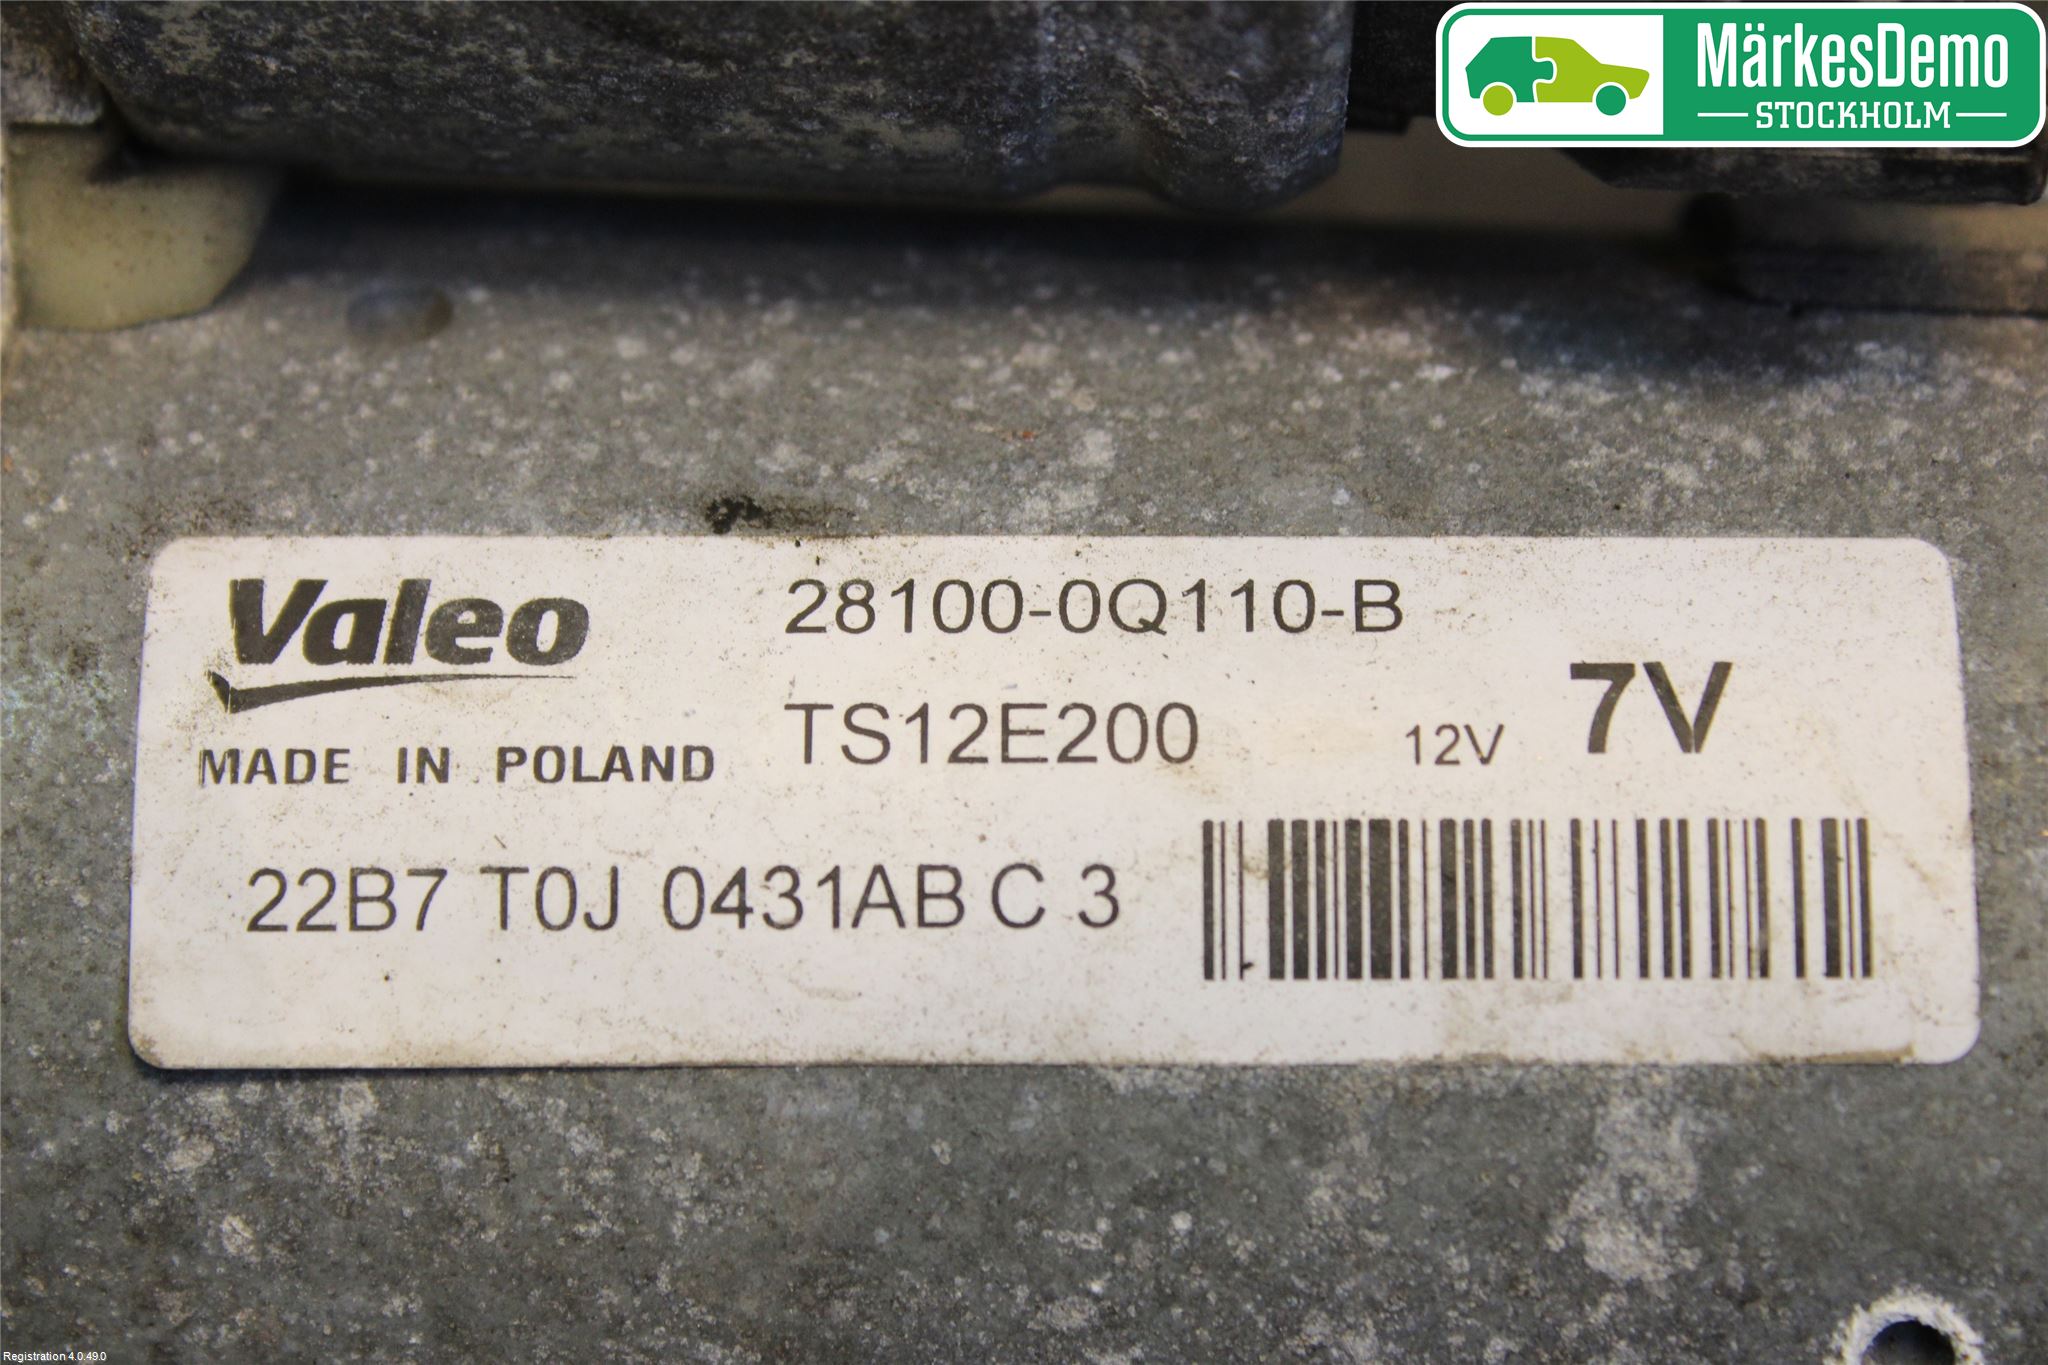 MärkesDemo
STOCKHOLM
Valeo
28100-0Q110-B
TS12E200
12V
7V
MADE IN POLAND
22B7 T0J 0431AB C 3
Registration 4.0.49.0